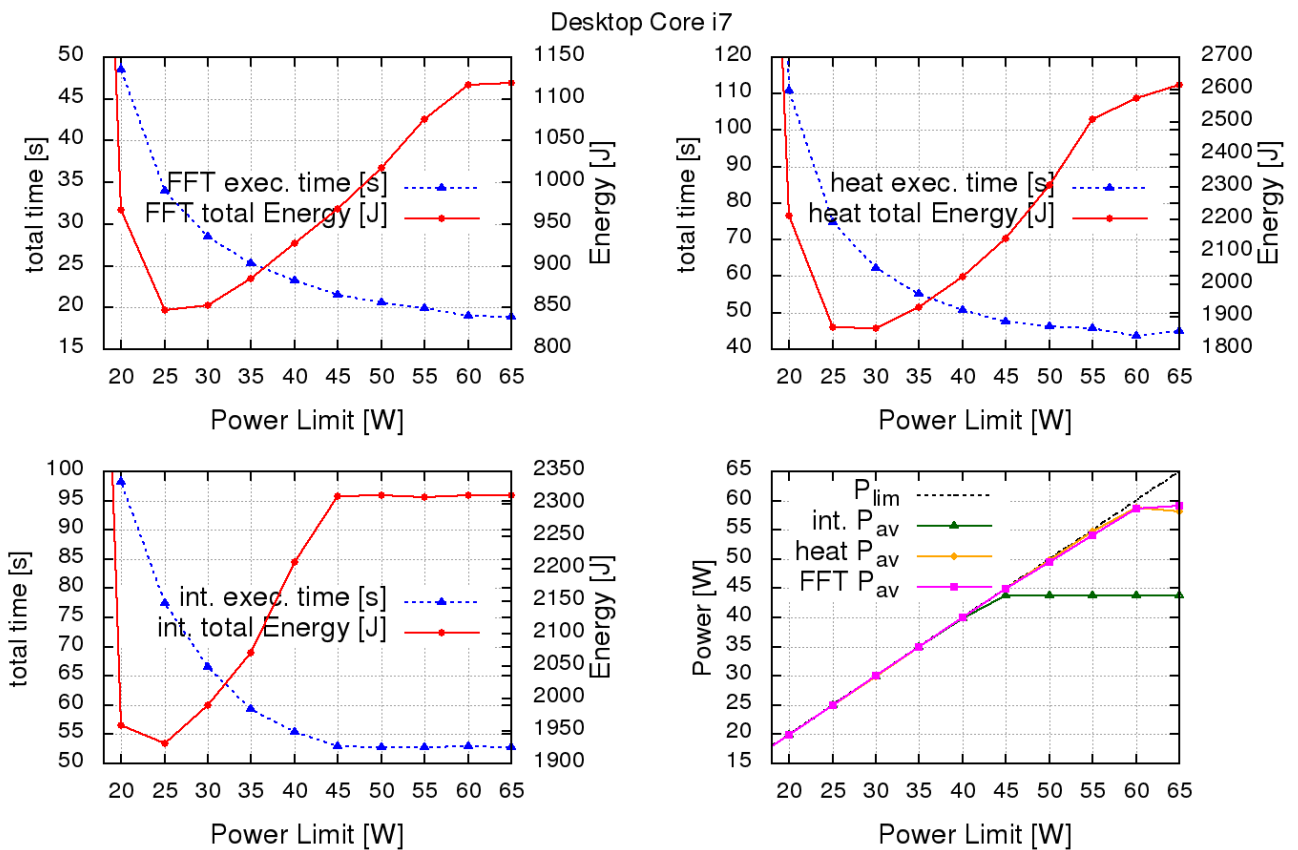 Desktop Core i7
50
45
40
35
30
25
20
15
total time [s]
FFT exec. time [s]
FFT total Energy [J]
1150
1100
1050
1000
950
900
850
800
Energy [J]
20 25 30 35 40 45 50 55 60 65
Power Limit [W]
120
110
100
90
80
70
60
50
40
total time [s]
heat exec. time [s]
heat total Energy [J]
2700
2600
2500
2400
2300
2200
2100
2000
1900
1800
Energy [J]
20 25 30 35 40 45 50 55 60 65
Power Limit [W]
100
95
90
85
80
75
70
65
60
55
50
total time [s]
int. exec. time [s]
int. total Energy [J]
2350
2300
2250
2200
2150
2100
2050
2000
1950
1900
Energy [J]
20 25 30 35 40 45 50 55 60 65
Power Limit [W]
65
60
55
50
45
40
35
30
25
20
15
Power [W]
P_lim
int. P_av
heat P_av
FFT P_av
20 25 30 35 40 45 50 55 60 65
Power Limit [W]